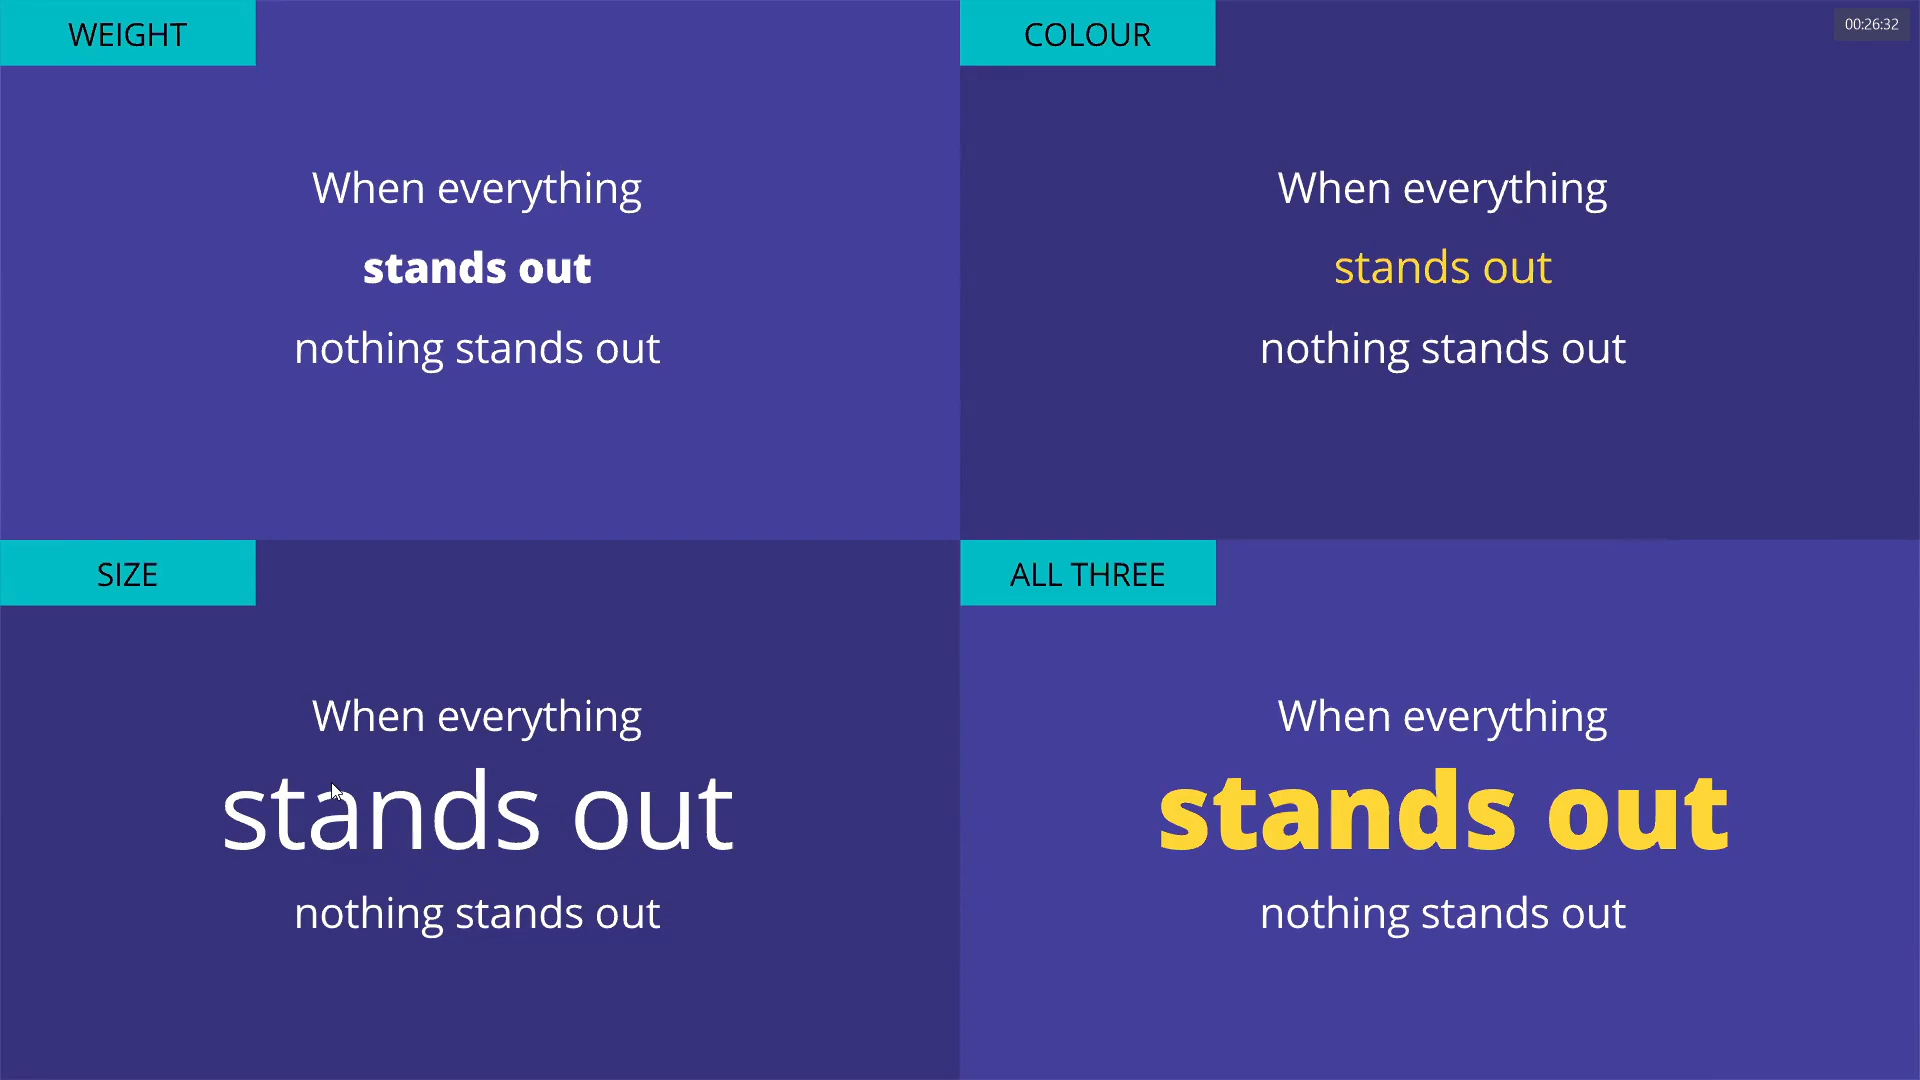 WEIGHT
When everything
stands out
nothing stands out
COLOUR
00:26:32
When everything
stands out
nothing stands out
SIZE
When everything
stands out
nothing stands out
ALL THREE
When everything
stands out
nothing stands out